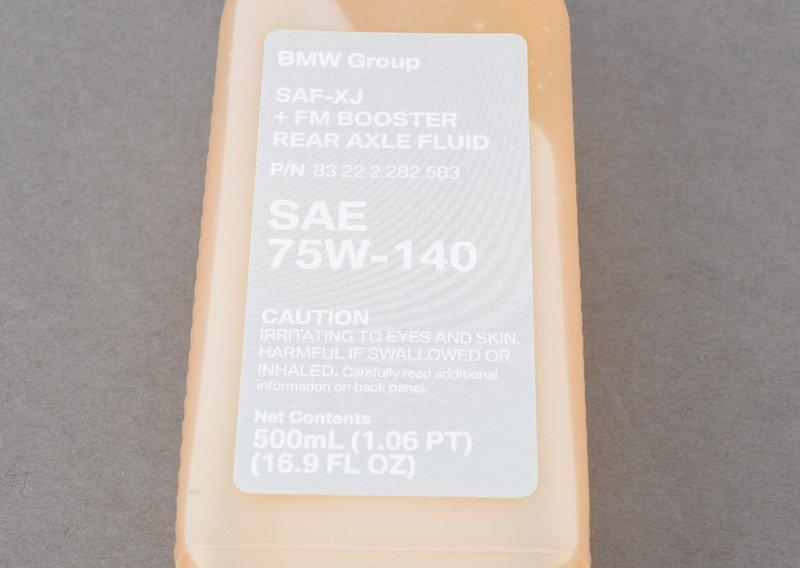 BMW Group
SAF-XJ
+ FM BOOSTER
REAR AXLE FLUID
P/N 83 22 2 282 583
SAE
75W-140
CAUTION
IRRITATING TO EYES AND SKIN.
HARMFUL IF SWALLOWED OR
INHALED. Carefully read additional
information on back panel.
Net Contents
500mL (1.06 PT)
(16.9 FL OZ)